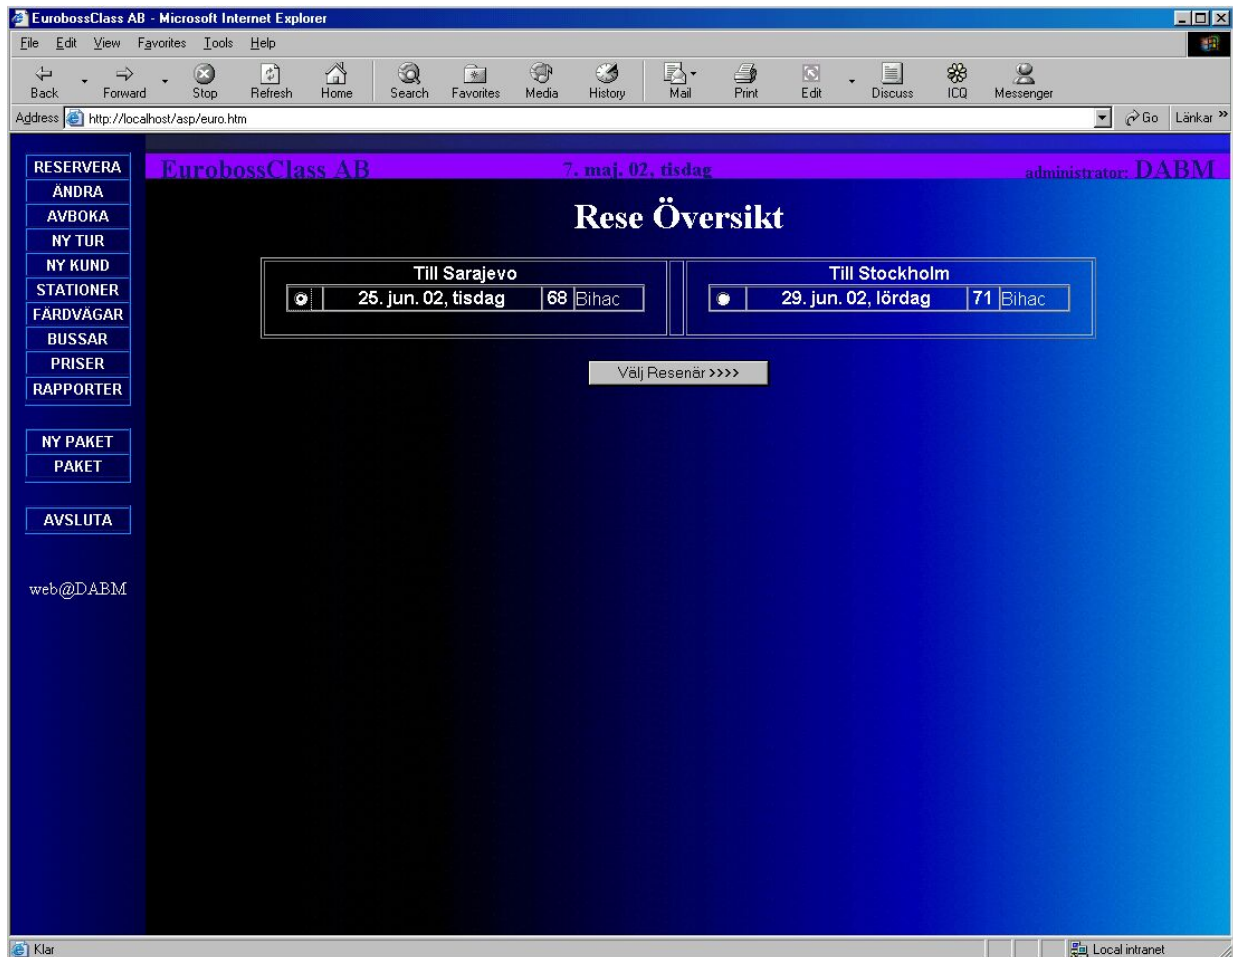 EurobossClass AB - Microsoft Internet Explorer
File Edit View Favorites Tools Help
Back Forward Stop Refresh Home Search Favorites Media History Mail Print Edit Discuss ICQ Messenger
Address http://localhost/asp/euro.htm Go Länkar »
EurobossClass AB 7. maj. 02, tisdag administrator: DABM
RESERVERA
ÄNDRA
AVBOKA
NY TUR
NY KUND
STATIONER
FÄRDVÄGAR
BUSSAR
PRISER
RAPPORTER
NY PAKET
PAKET
AVSLUTA
web@DABM
Rese Översikt
Till Sarajevo Till Stockholm
25. jun. 02, tisdag 68 Bihac 29. jun. 02, lördag 71 Bihac
Välj Resenär >>>>
Klar Local intranet